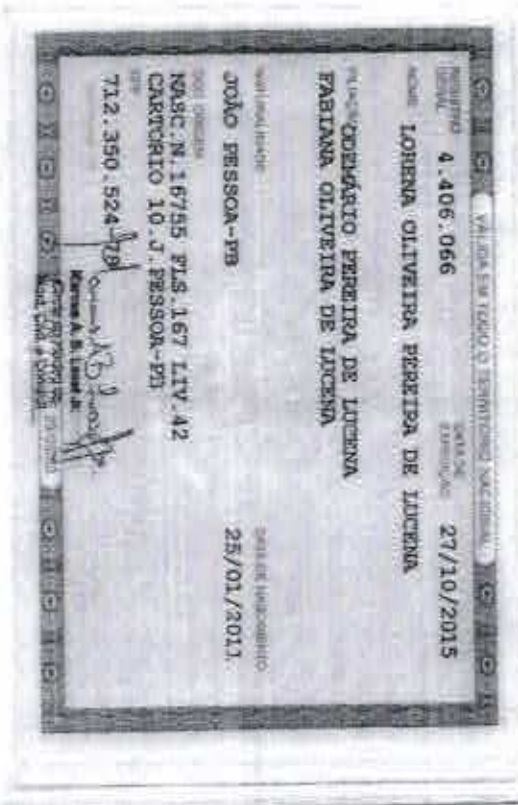 VÁLIDA EM TODO O TERRITÓRIO NACIONAL
REGISTRO GERAL 4.406.066 DATA DE EXPEDIÇÃO 27/10/2015
NOME LORENA OLIVEIRA PEREIRA DE LUCENA
FILIAÇÃO ODEMÁRIO PEREIRA DE LUCENA
FABIANA OLIVEIRA DE LUCENA
NATURALIDADE DATA DE NASCIMENTO
JOÃO PESSOA-PB 25/01/2011
DOC ORIGEM
NASC.N.16755 FLS.167 LIV.42
CARTORIO 10.J.PESSOA-PB
CPF
712.350.524-78